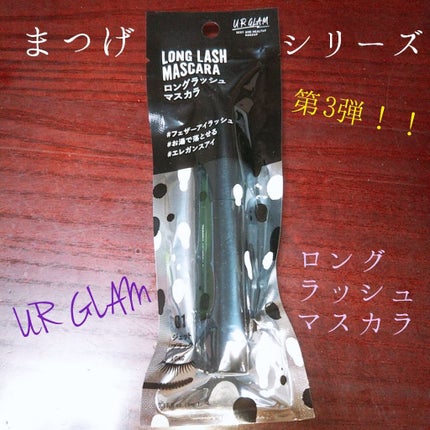 まつげ シリーズ
第3弾！！
UR GLAM
LONG LASH
MASCARA
ロングラッシュ
マスカラ
#フェザーアイラッシュ
#お湯で落とせる
#エレガンスアイ
01
UR GLAM
ロング
ラッシュ
マスカラ